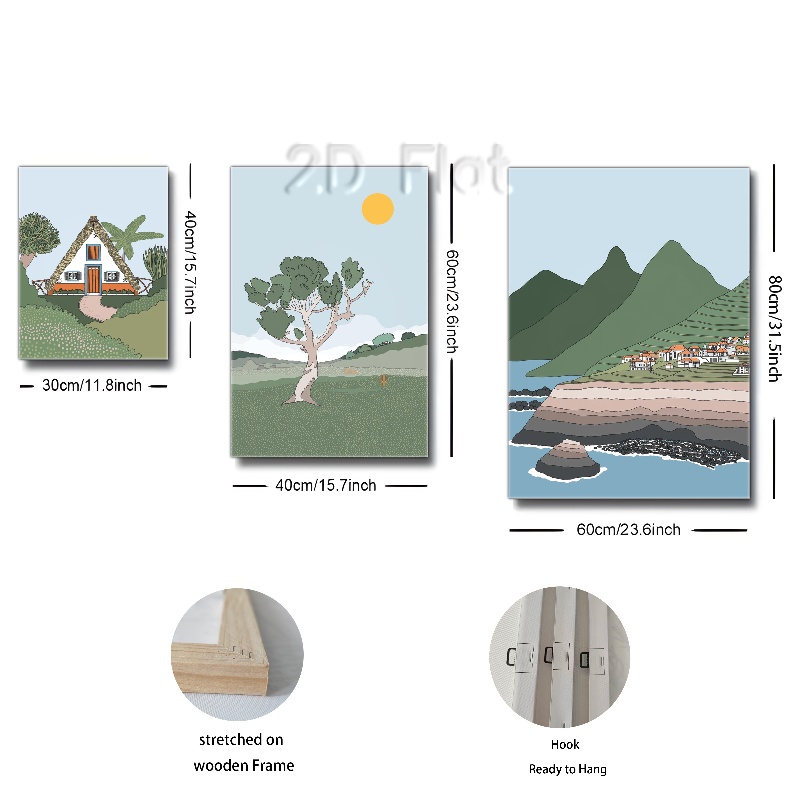 2D Flat
40cm/15.7inch
30cm/11.8inch
60cm/23.6inch
40cm/15.7inch
80cm/31.5inch
60cm/23.6inch
stretched on
wooden Frame
Hook
Ready to Hang